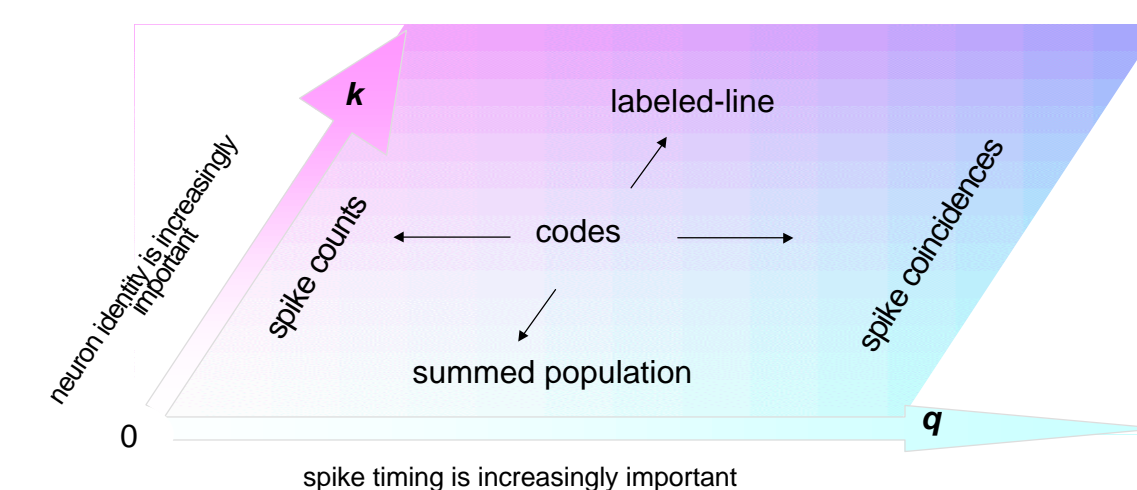 k
labeled-line
neuron identity is increasingly
important
spike counts
codes
spike coincidences
summed population
0
q
spike timing is increasingly important